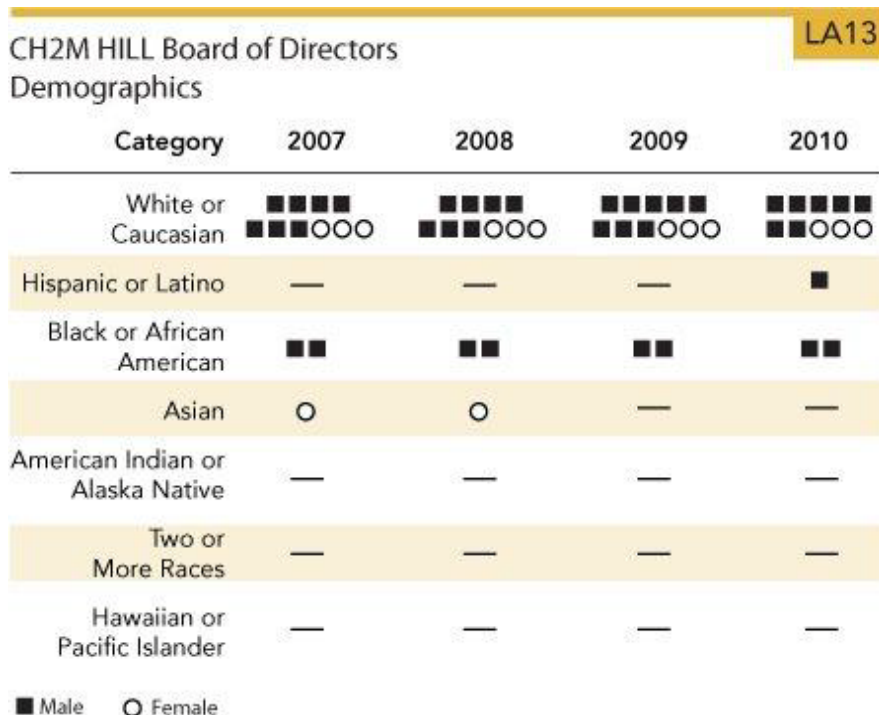 LA13
CH2M HILL Board of Directors
Demographics
Category 2007 2008 2009 2010
White or
Caucasian
Hispanic or Latino — — —
Black or African
American
Asian — —
American Indian or
Alaska Native — — — —
Two or
More Races — — — —
Hawaiian or
Pacific Islander — — — —
Male Female